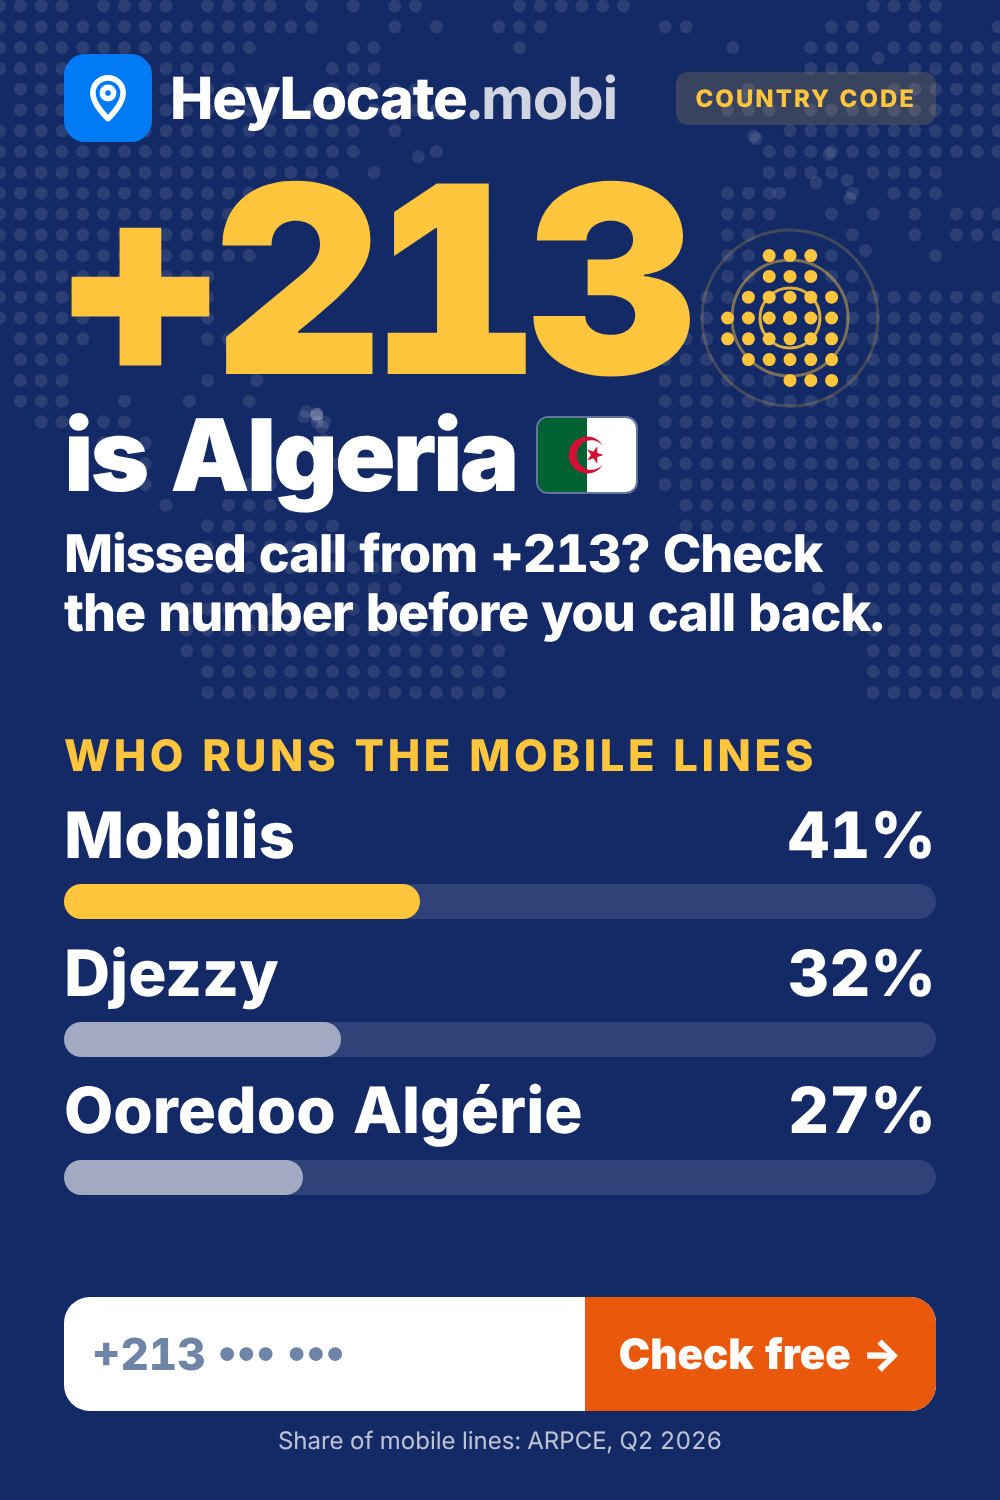 HeyLocate.mobi
COUNTRY CODE
+213
is Algeria
Missed call from +213? Check
the number before you call back.
WHO RUNS THE MOBILE LINES
Mobilis 41%
Djezzy 32%
Ooredoo Algérie 27%
+213 ••• •••
Check free →
Share of mobile lines: ARPCE, Q2 2026